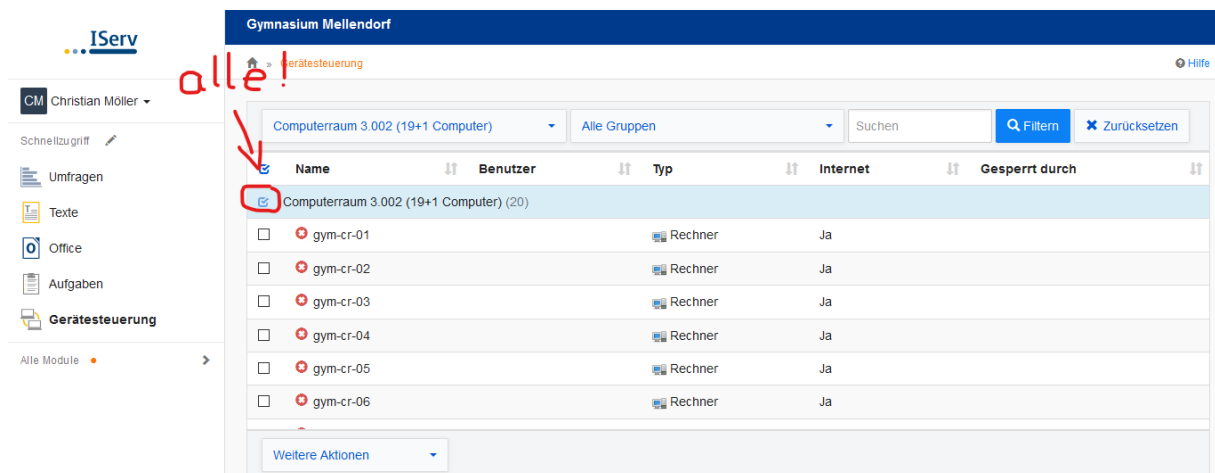 IServ
Gymnasium Mellendorf
» Gerätesteuerung
Hilfe
alle!
CM Christian Möller
Schnellzugriff
Umfragen
Texte
Office
Aufgaben
Gerätesteuerung
Alle Module
Computerraum 3.002 (19+1 Computer) Alle Gruppen Suchen Filtern Zurücksetzen
Name Benutzer Typ Internet Gesperrt durch
Computerraum 3.002 (19+1 Computer) (20)
gym-cr-01 Rechner Ja
gym-cr-02 Rechner Ja
gym-cr-03 Rechner Ja
gym-cr-04 Rechner Ja
gym-cr-05 Rechner Ja
gym-cr-06 Rechner Ja
Weitere Aktionen